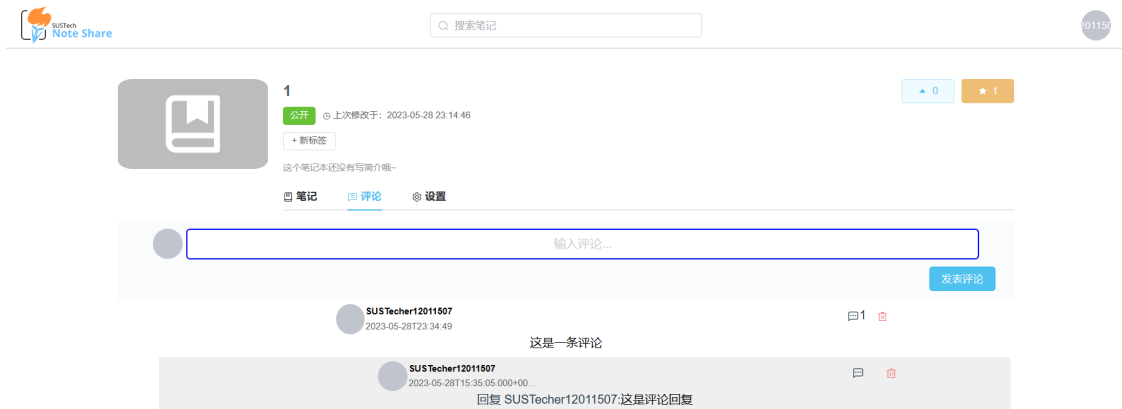 SUSTech
Note Share
搜索笔记
1
0
1
公开 上次修改于：2023-05-28 23:14:46
+ 新标签
这个笔记本还没有写简介哦~
笔记 评论 设置
输入评论...
发表评论
SUSTecher12011507
1
2023-05-28T23:34:49
这是一条评论
SUSTecher12011507
2023-05-28T15:35:05.000+00...
回复 SUSTecher12011507:这是评论回复